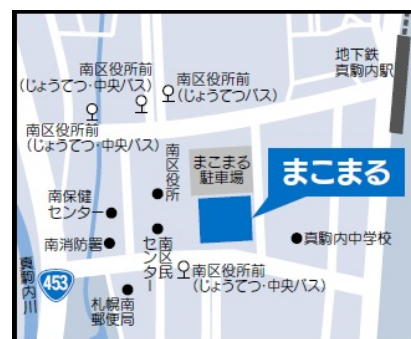 地下鉄
真駒内駅
南区役所前
(じょうてつ・中央バス)
南区役所前
(じょうてつバス)
南区役所前
(じょうてつ・中央バス)
南区役所
まこまる
駐車場
まこまる
南保健
センター
南消防署
南区民
センター
真駒内中学校
南区役所前
(じょうてつ・中央バス)
真駒内川
453
札幌南
郵便局